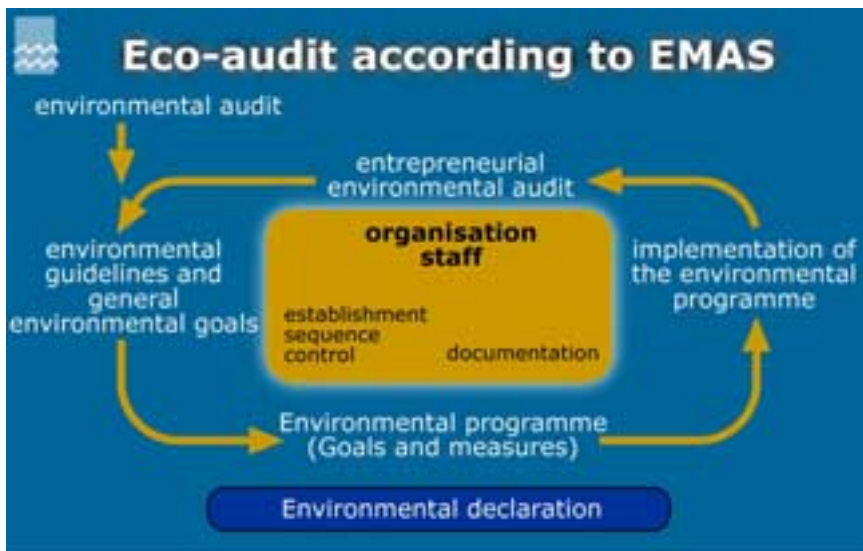 Eco-audit according to EMAS
environmental audit
entrepreneurial
environmental audit
environmental
guidelines and
general
environmental goals
organisation
staff
establishment
sequence
control
documentation
implementation of
the environmental
programme
Environmental programme
(Goals and measures)
Environmental declaration